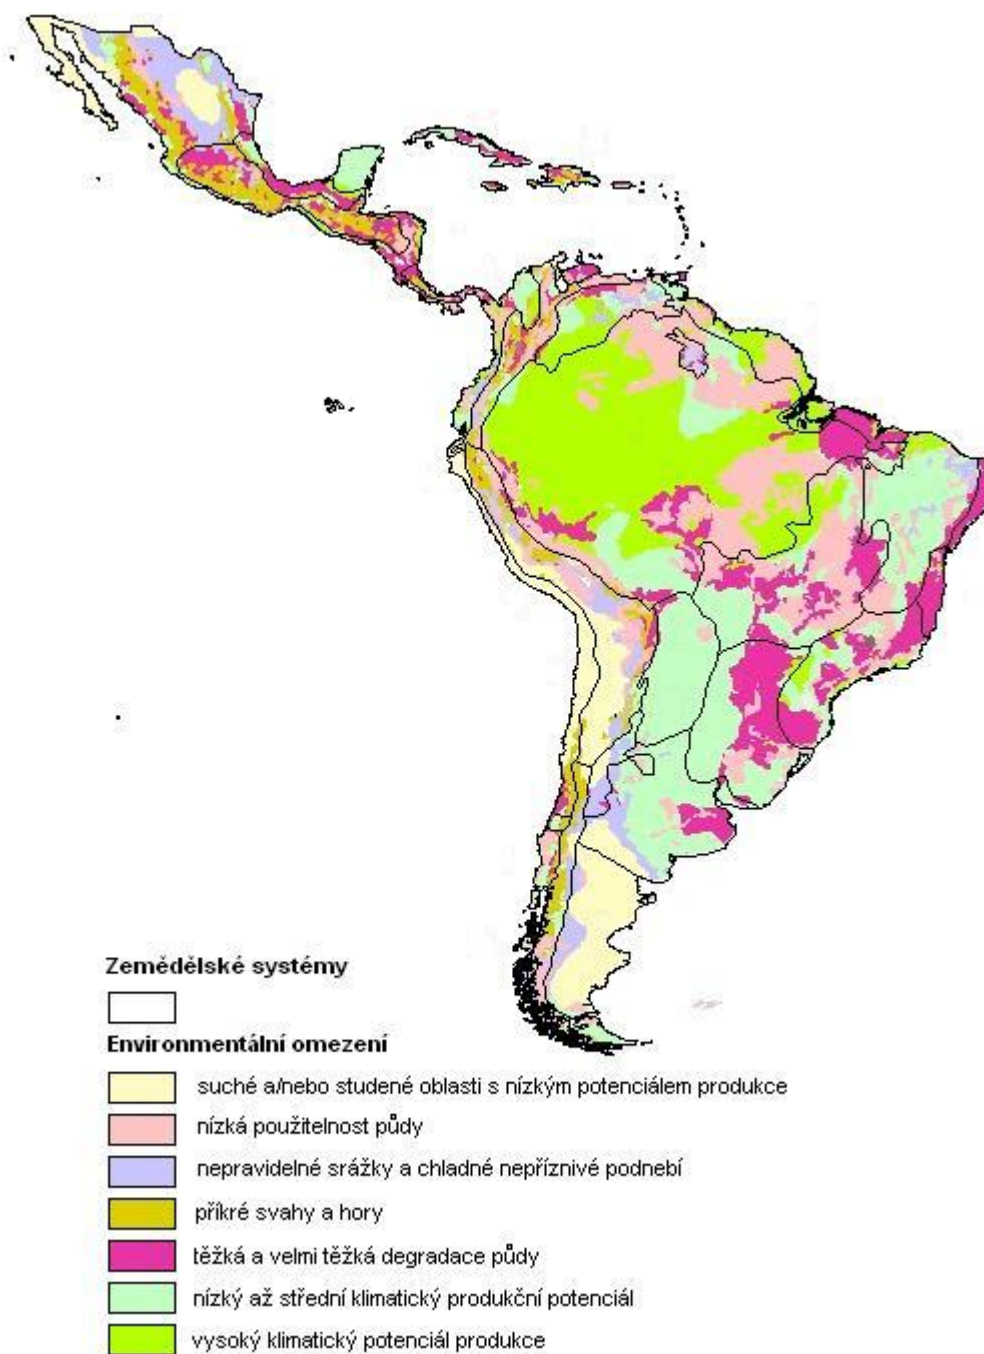 Zemědělské systémy
Environmentální omezení
suché a/nebo studené oblasti s nízkým potenciálem produkce
nízká použitelnost půdy
nepravidelné srážky a chladné nepříznivé podnebí
příkré svahy a hory
těžká a velmi těžká degradace půdy
nízký až střední klimatický produkční potenciál
vysoký klimatický potenciál produkce